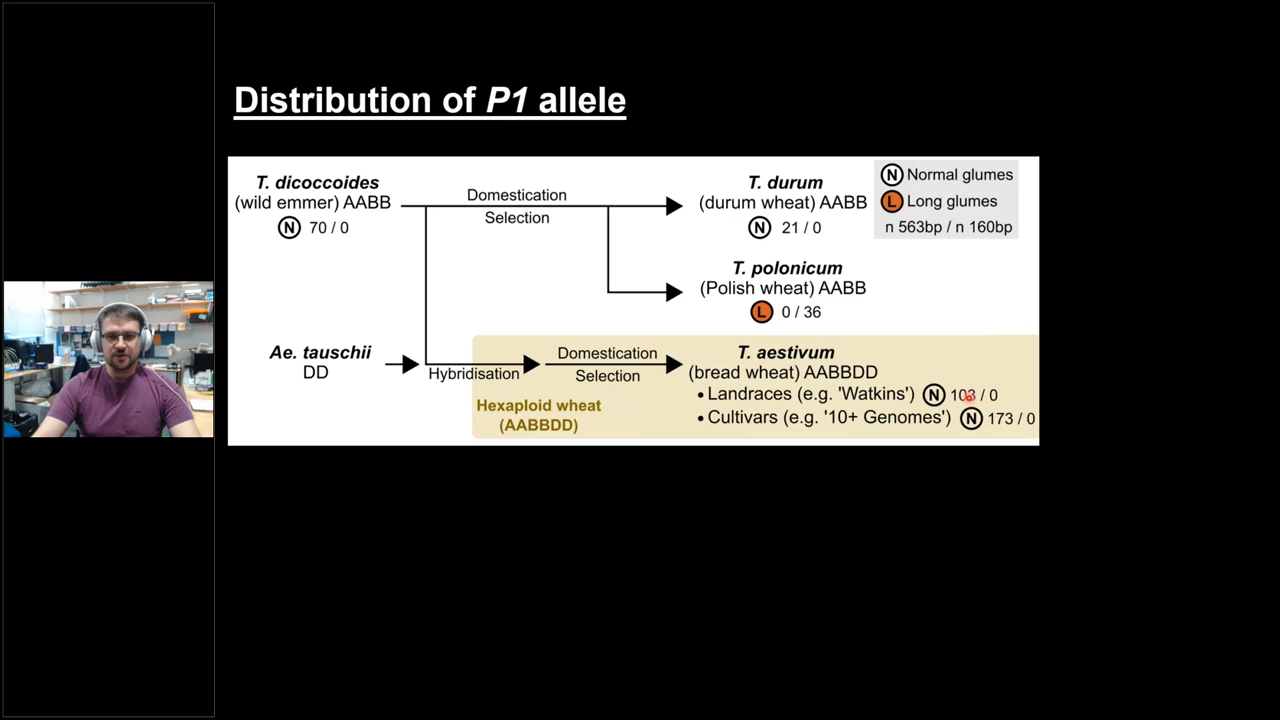 Distribution of P1 allele
T. dicoccoides
(wild emmer) AABB
N 70 / 0
Domestication
Selection
T. durum
(durum wheat) AABB
N 21 / 0
N Normal glumes
L Long glumes
n 563bp / n 160bp
T. polonicum
(Polish wheat) AABB
L 0 / 36
Ae. tauschii
DD
Hybridisation
Hexaploid wheat
(AABBDD)
Domestication
Selection
T. aestivum
(bread wheat) AABBDD
• Landraces (e.g. 'Watkins') N 103 / 0
• Cultivars (e.g. '10+ Genomes') N 173 / 0